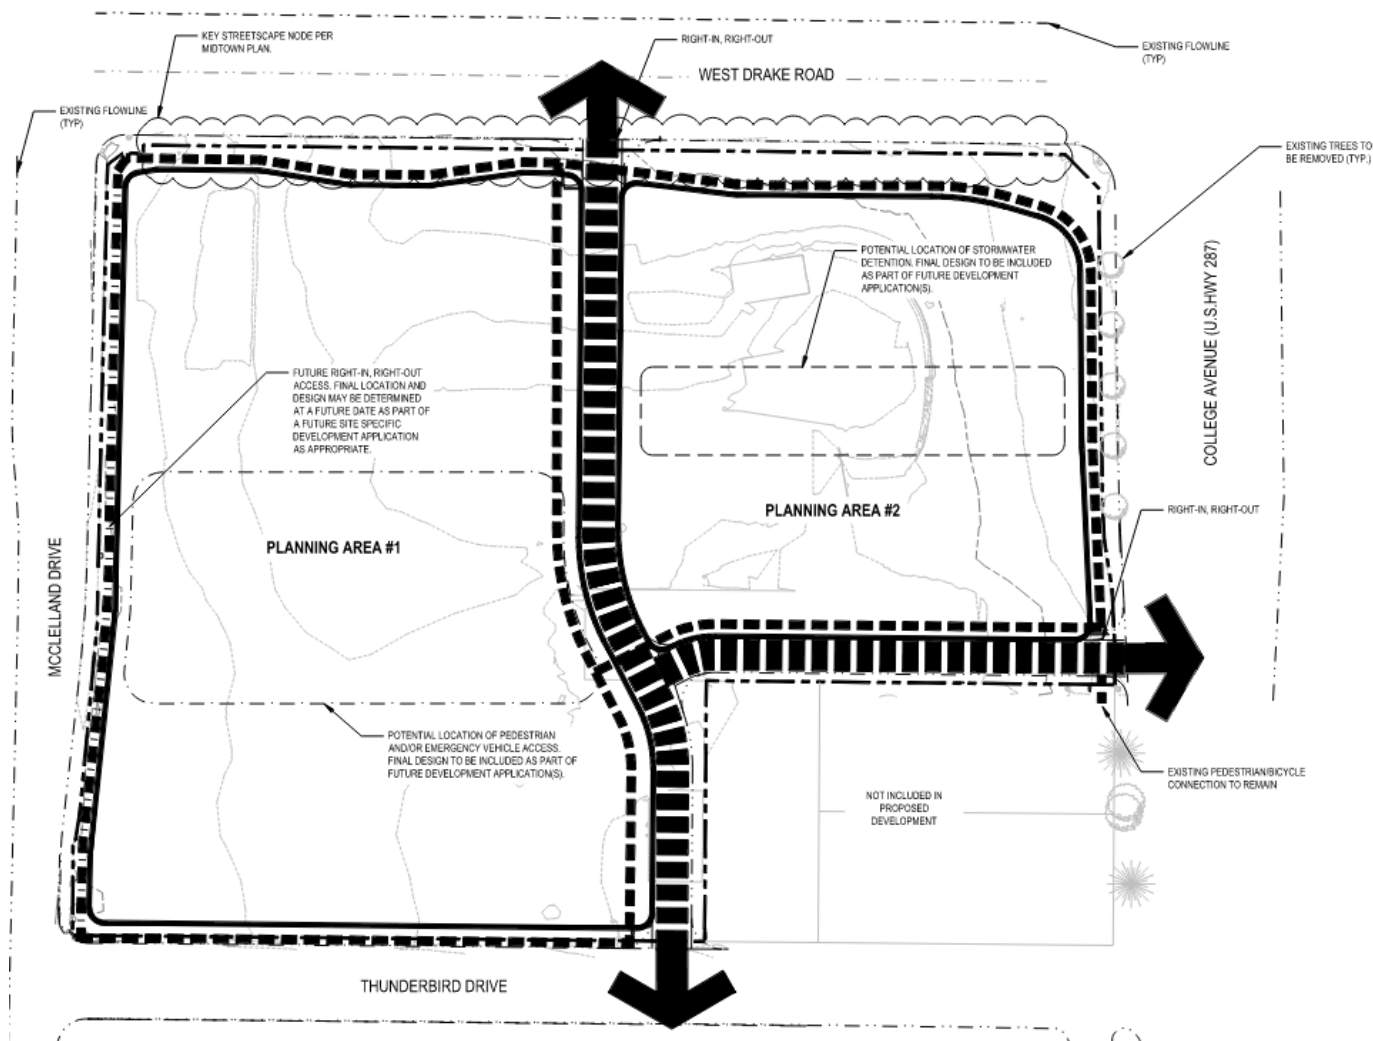 KEY STREETSCAPE NODE PER
MIDTOWN PLAN.
RIGHT-IN, RIGHT-OUT
WEST DRAKE ROAD
EXISTING FLOWLINE
(TYP)
EXISTING FLOWLINE
(TYP)
EXISTING TREES TO
BE REMOVED (TYP.)
POTENTIAL LOCATION OF STORMWATER
DETENTION. FINAL DESIGN TO BE INCLUDED
AS PART OF FUTURE DEVELOPMENT
APPLICATION(S).
COLLEGE AVENUE (U.S.HWY 287)
FUTURE RIGHT-IN, RIGHT-OUT
ACCESS. FINAL LOCATION AND
DESIGN MAY BE DETERMINED
AT A FUTURE DATE AS PART OF
A FUTURE SITE SPECIFIC
DEVELOPMENT APPLICATION
AS APPROPRIATE.
PLANNING AREA #2
RIGHT-IN, RIGHT-OUT
PLANNING AREA #1
MCCLELLAND DRIVE
POTENTIAL LOCATION OF PEDESTRIAN
AND/OR EMERGENCY VEHICLE ACCESS.
FINAL DESIGN TO BE INCLUDED AS PART OF
FUTURE DEVELOPMENT APPLICATION(S).
EXISTING PEDESTRIAN/BICYCLE
CONNECTION TO REMAIN
NOT INCLUDED IN
PROPOSED
DEVELOPMENT
THUNDERBIRD DRIVE